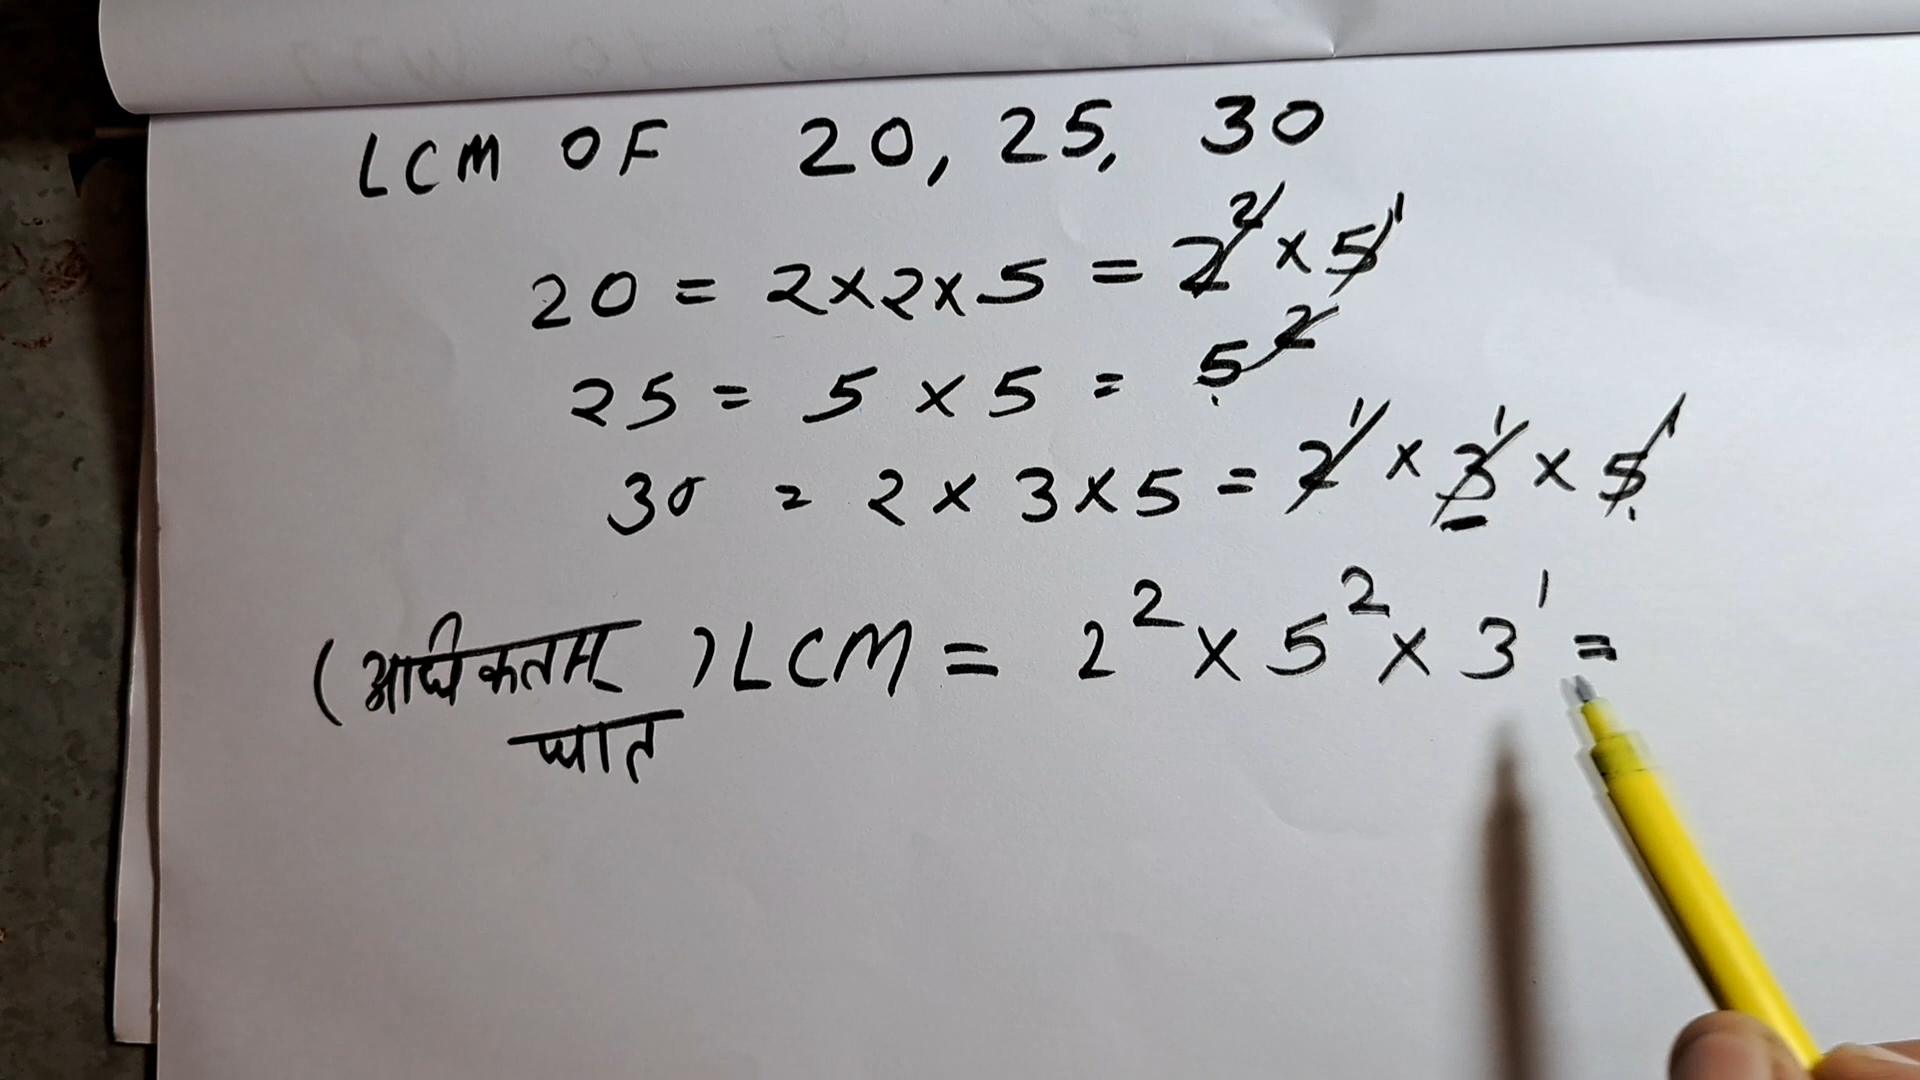 LCM OF 20, 25, 30
20 = 2×2×5 = 2² × 5¹
25 = 5 × 5 = 5²
30 = 2 × 3 × 5 = 2¹ × 3¹ × 5¹
(अधिकतम् घात) LCM = 2² × 5² × 3¹ =